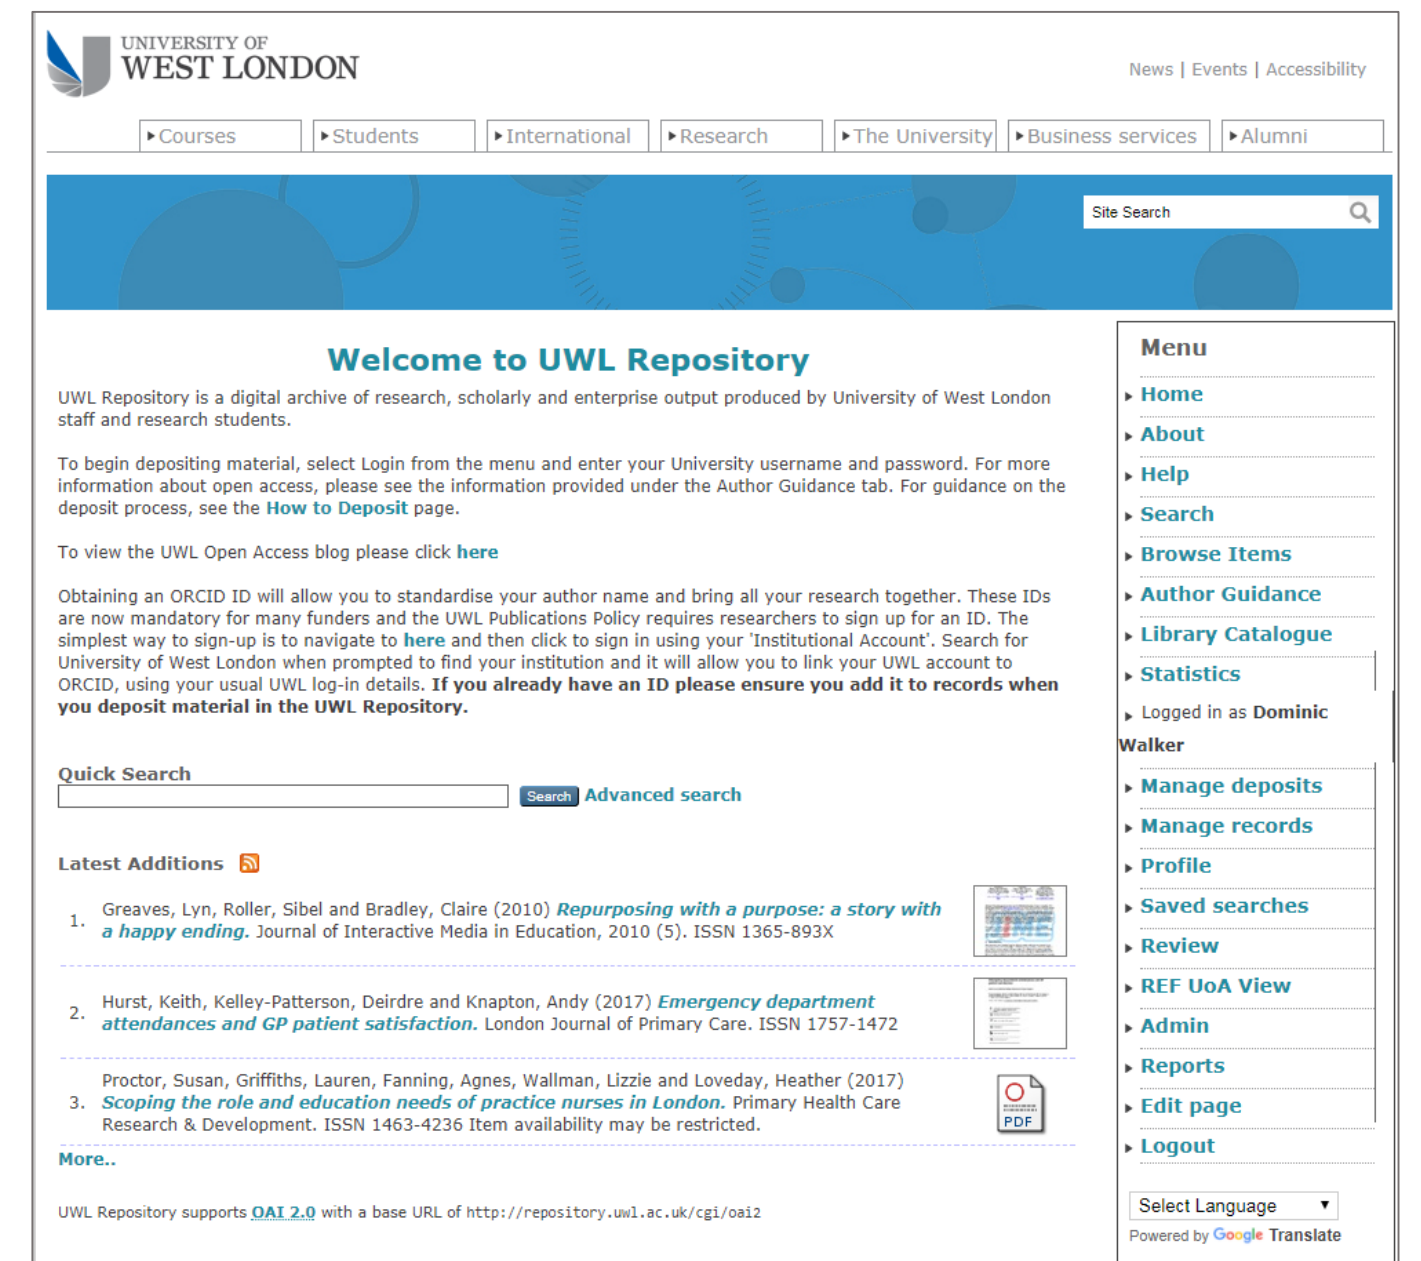 UNIVERSITY OF
WEST LONDON
News | Events | Accessibility
Courses
Students
International
Research
The University
Business services
Alumni
Site Search
Welcome to UWL Repository
UWL Repository is a digital archive of research, scholarly and enterprise output produced by University of West London
staff and research students.
To begin depositing material, select Login from the menu and enter your University username and password. For more
information about open access, please see the information provided under the Author Guidance tab. For guidance on the
deposit process, see the How to Deposit page.
To view the UWL Open Access blog please click here
Obtaining an ORCID ID will allow you to standardise your author name and bring all your research together. These IDs
are now mandatory for many funders and the UWL Publications Policy requires researchers to sign up for an ID. The
simplest way to sign-up is to navigate to here and then click to sign in using your 'Institutional Account'. Search for
University of West London when prompted to find your institution and it will allow you to link your UWL account to
ORCID, using your usual UWL log-in details. If you already have an ID please ensure you add it to records when
you deposit material in the UWL Repository.
Quick Search
Search Advanced search
Latest Additions
1. Greaves, Lyn, Roller, Sibel and Bradley, Claire (2010) Repurposing with a purpose: a story with
a happy ending. Journal of Interactive Media in Education, 2010 (5). ISSN 1365-893X
JIME
2. Hurst, Keith, Kelley-Patterson, Deirdre and Knapton, Andy (2017) Emergency department
attendances and GP patient satisfaction. London Journal of Primary Care. ISSN 1757-1472
Proctor, Susan, Griffiths, Lauren, Fanning, Agnes, Wallman, Lizzie and Loveday, Heather (2017)
3. Scoping the role and education needs of practice nurses in London. Primary Health Care
Research & Development. ISSN 1463-4236 Item availability may be restricted.
PDF
More..
UWL Repository supports OAI 2.0 with a base URL of http://repository.uwl.ac.uk/cgi/oai2
Menu
Home
About
Help
Search
Browse Items
Author Guidance
Library Catalogue
Statistics
Logged in as Dominic
Walker
Manage deposits
Manage records
Profile
Saved searches
Review
REF UoA View
Admin
Reports
Edit page
Logout
Select Language
Powered by Google Translate